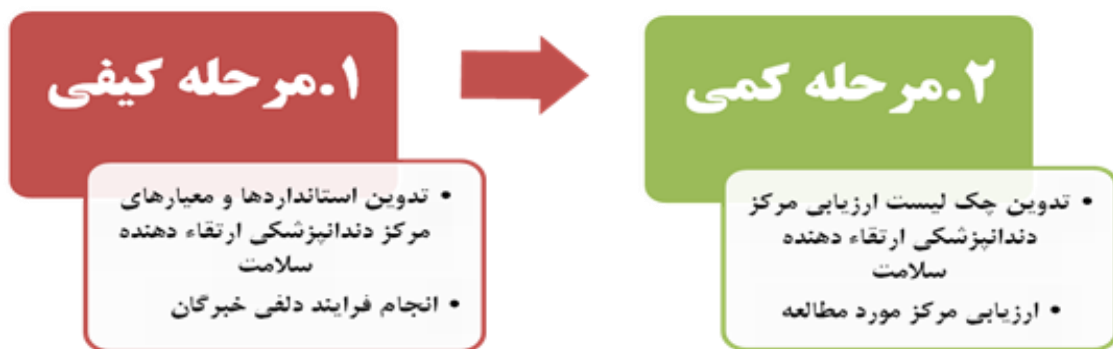 ۱.مرحله کیفی
• تدوین استانداردها و معیارهای
مرکز دندانپزشکی ارتقاء دهنده
سلامت
• انجام فرایند دلفی خبرگان
۲.مرحله کمی
• تدوین چک لیست ارزیابی مرکز
دندانپزشکی ارتقاء دهنده
سلامت
• ارزیابی مرکز مورد مطالعه